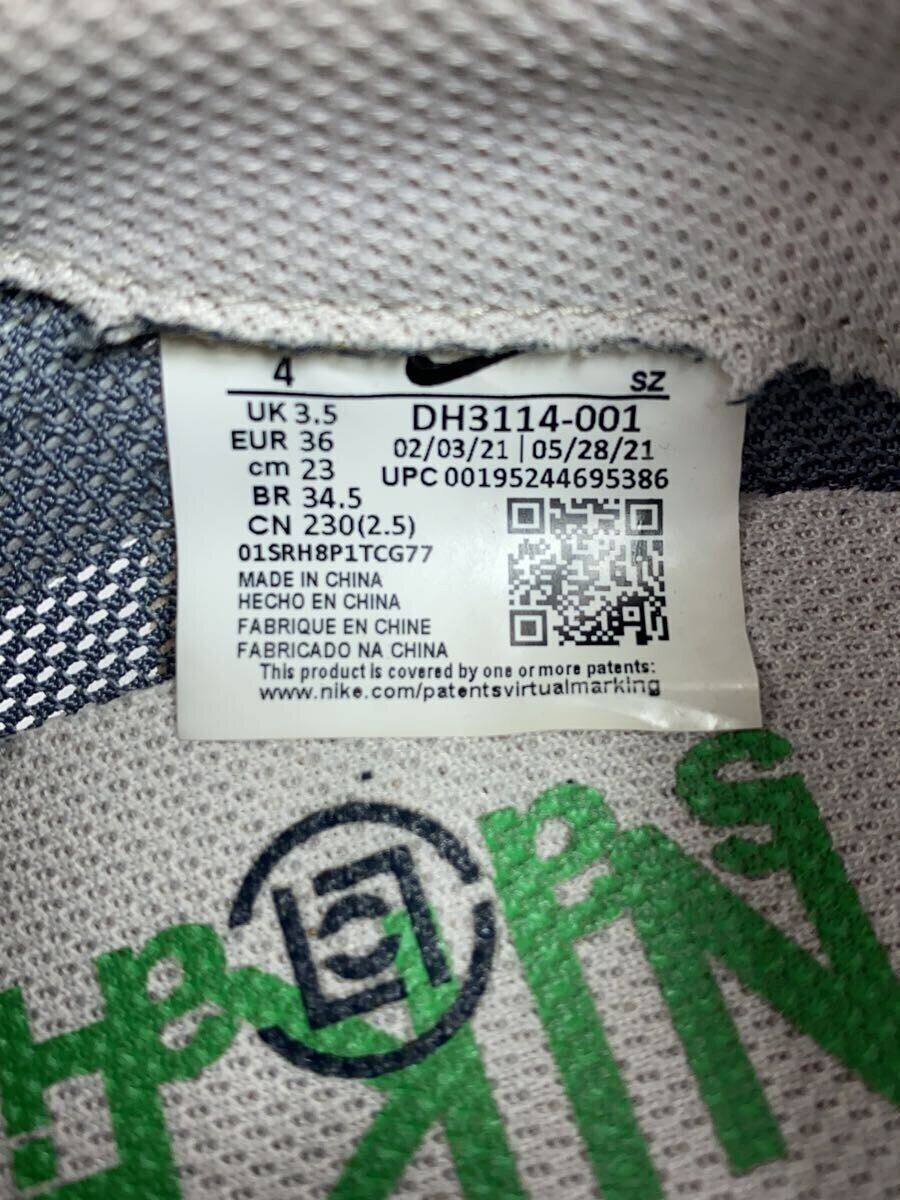 4 SZ
UK 3.5 DH3114-001
EUR 36 02/03/21 | 05/28/21
cm 23 UPC 00195244695386
BR 34.5
CN 230(2.5)
01SRH8P1TCG77
MADE IN CHINA
HECHO EN CHINA
FABRIQUE EN CHINE
FABRICADO NA CHINA
This product is covered by one or more patents:
www.nike.com/patentsvirtualmarking